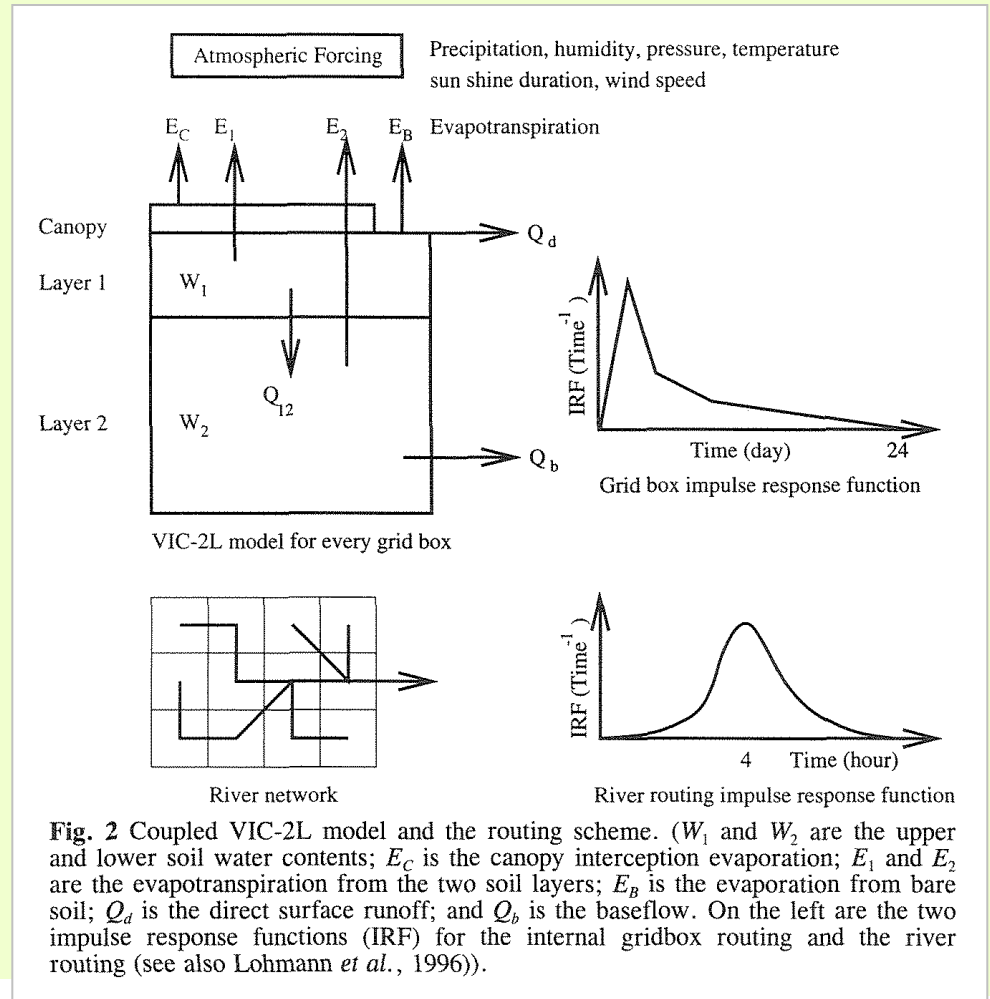 Atmospheric Forcing
Precipitation, humidity, pressure, temperature
sun shine duration, wind speed
E_C E_1 E_2 E_B Evapotranspiration
Canopy
Q_d
Layer 1
W_1
Q_12
Layer 2
W_2
Q_b
VIC-2L model for every grid box
IRF (Time^-1)
Time (day)
24
Grid box impulse response function
River network
IRF (Time^-1)
4
Time (hour)
River routing impulse response function
Fig. 2 Coupled VIC-2L model and the routing scheme. (W_1 and W_2 are the upper
and lower soil water contents; E_C is the canopy interception evaporation; E_1 and E_2
are the evapotranspiration from the two soil layers; E_B is the evaporation from bare
soil; Q_d is the direct surface runoff; and Q_b is the baseflow. On the left are the two
impulse response functions (IRF) for the internal gridbox routing and the river
routing (see also Lohmann et al., 1996)).